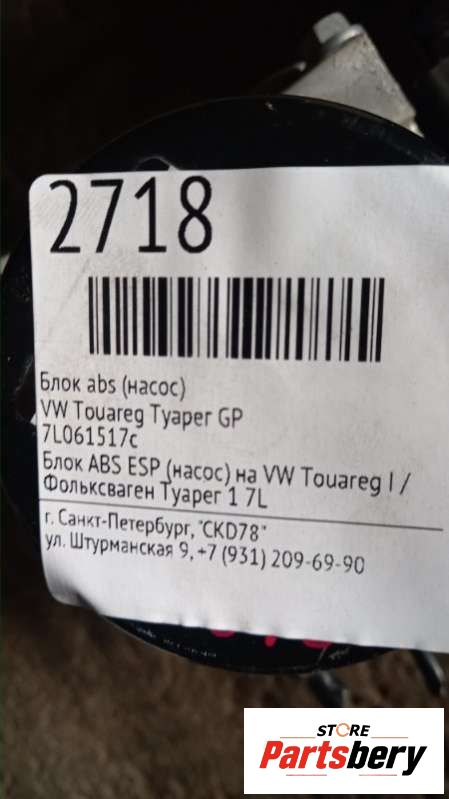 2718
Блок abs (насос)
VW Touareg Туарег GP
7L061517c
Блок ABS ESP (насос) на VW Touareg I /
Фольксваген Туарег 1 7L
г. Санкт-Петербург, "CKD78"
ул. Штурманская 9, +7 (931) 209-69-90
STORE
Partsbery